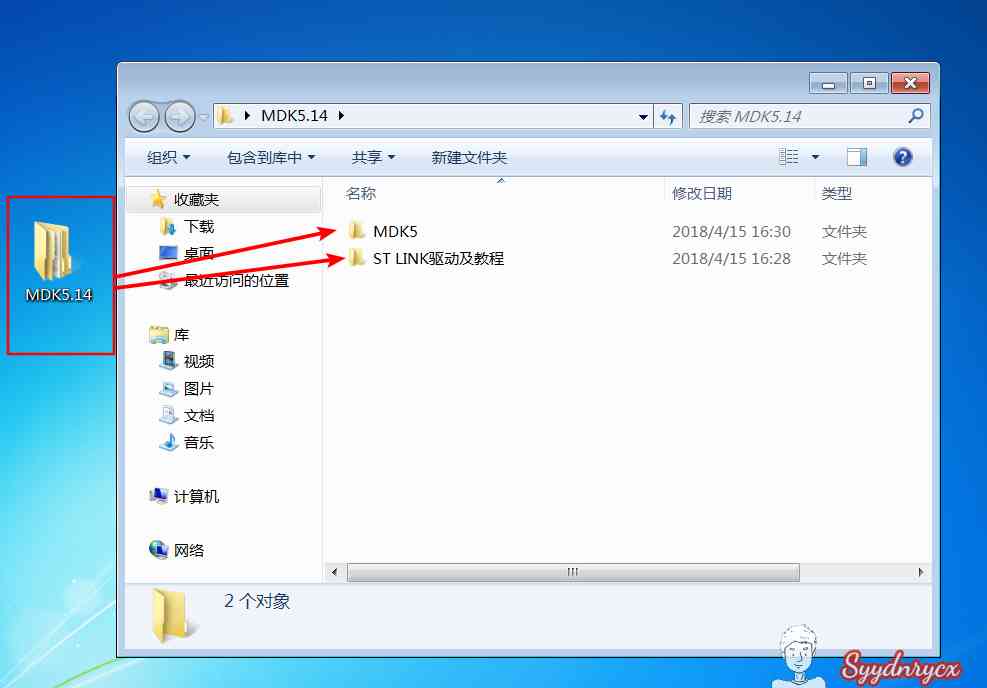 MDK5.14
MDK5.14
搜索 MDK5.14
组织 包含到库中 共享 新建文件夹
名称 修改日期 类型
MDK5 2018/4/15 16:30 文件夹
ST LINK驱动及教程 2018/4/15 16:28 文件夹
收藏夹
下载
桌面
最近访问的位置
库
视频
图片
文档
音乐
计算机
网络
2 个对象
Syydnrycx